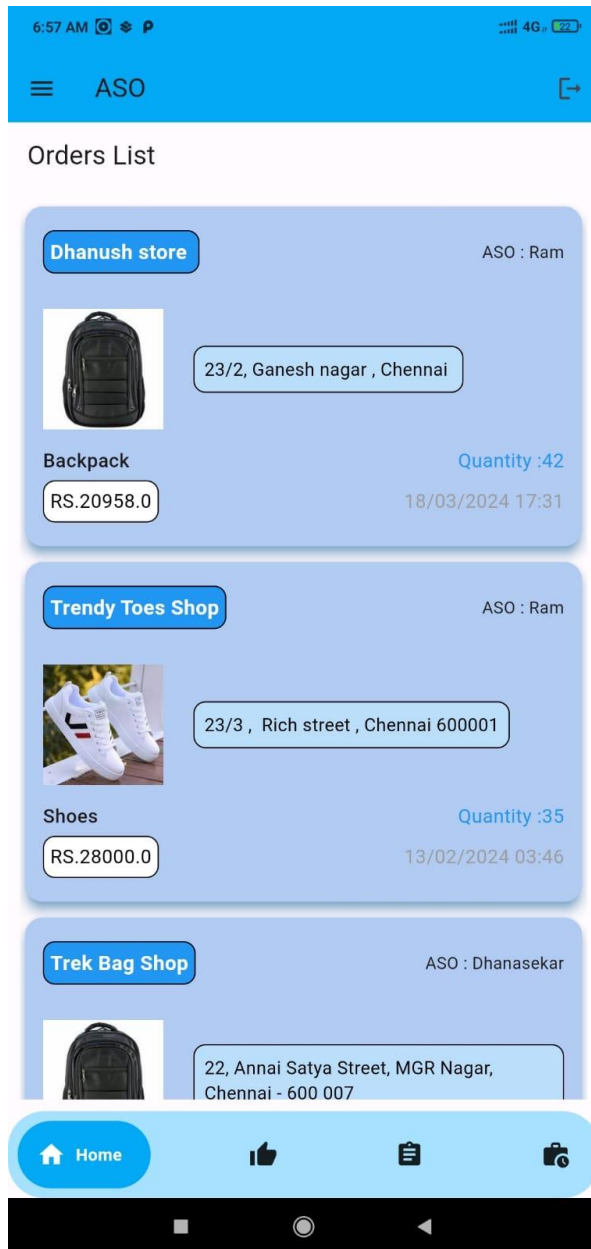 6:57 AM
4G 22
ASO
Orders List
Dhanush store
ASO : Ram
23/2, Ganesh nagar , Chennai
Backpack
Quantity :42
RS.20958.0
18/03/2024 17:31
Trendy Toes Shop
ASO : Ram
23/3 , Rich street , Chennai 600001
Shoes
Quantity :35
RS.28000.0
13/02/2024 03:46
Trek Bag Shop
ASO : Dhanasekar
22, Annai Satya Street, MGR Nagar,
Chennai - 600 007
Home